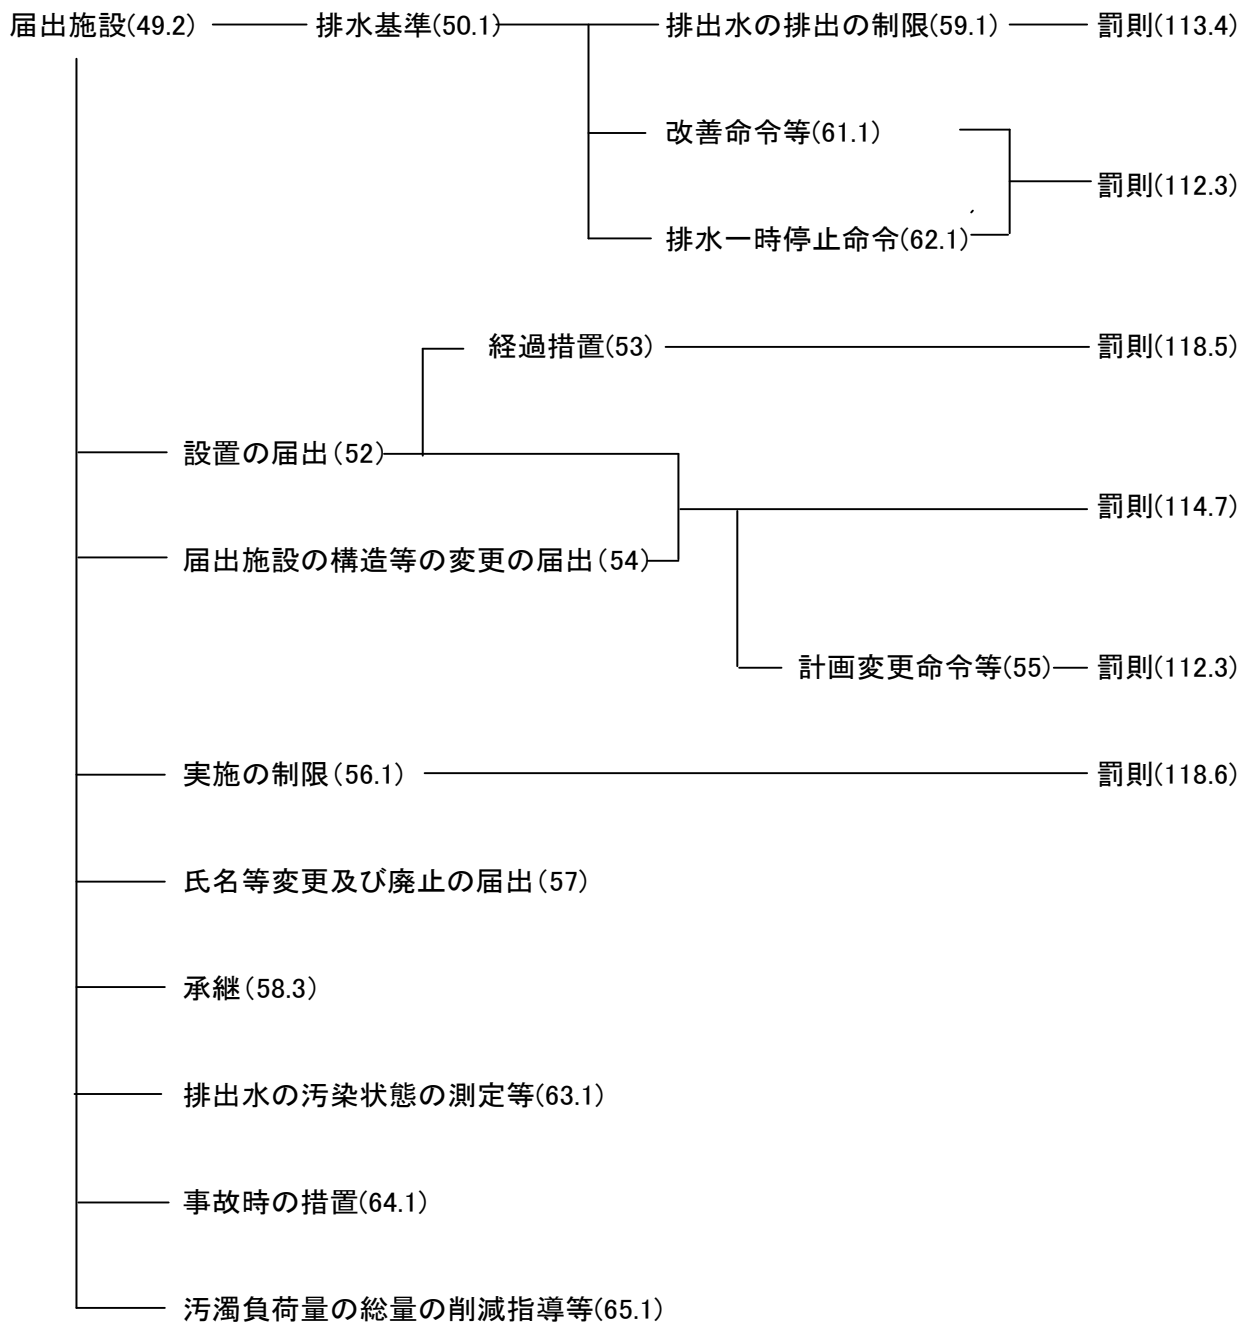 届出施設(49.2) 排水基準(50.1) 排出水の排出の制限(59.1) 罰則(113.4)
改善命令等(61.1)
罰則(112.3)
排水一時停止命令(62.1)
経過措置(53) 罰則(118.5)
設置の届出(52)
罰則(114.7)
届出施設の構造等の変更の届出(54)
計画変更命令等(55) 罰則(112.3)
実施の制限(56.1) 罰則(118.6)
氏名等変更及び廃止の届出(57)
承継(58.3)
排出水の汚染状態の測定等(63.1)
事故時の措置(64.1)
汚濁負荷量の総量の削減指導等(65.1)